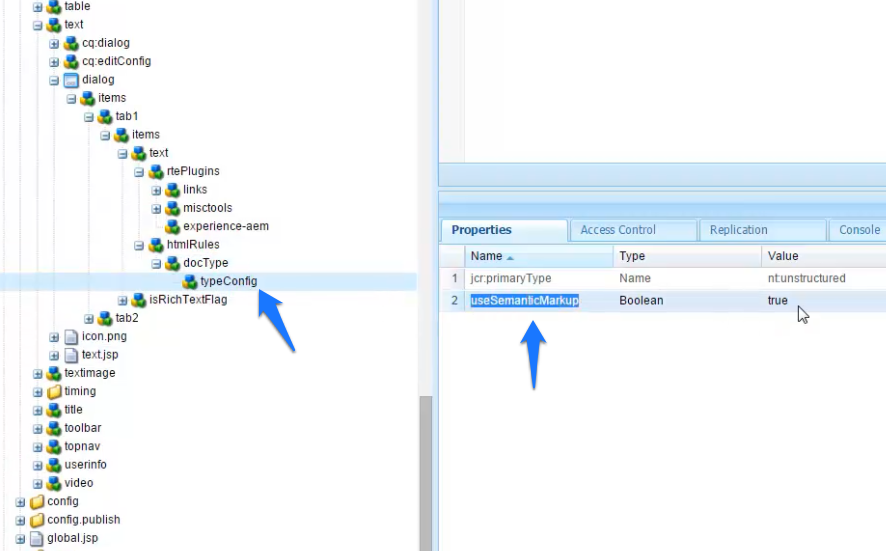 table
text
cq:dialog
cq:editConfig
dialog
items
tab1
items
text
rtePlugins
links
misctools
experience-aem
htmlRules
docType
typeConfig
isRichTextFlag
tab2
icon.png
text.jsp
textimage
timing
title
toolbar
topnav
userinfo
video
config
config.publish
global.jsp
Properties Access Control Replication Console
Name Type Value
1 jcr:primaryType Name nt:unstructured
2 useSemanticMarkup Boolean true